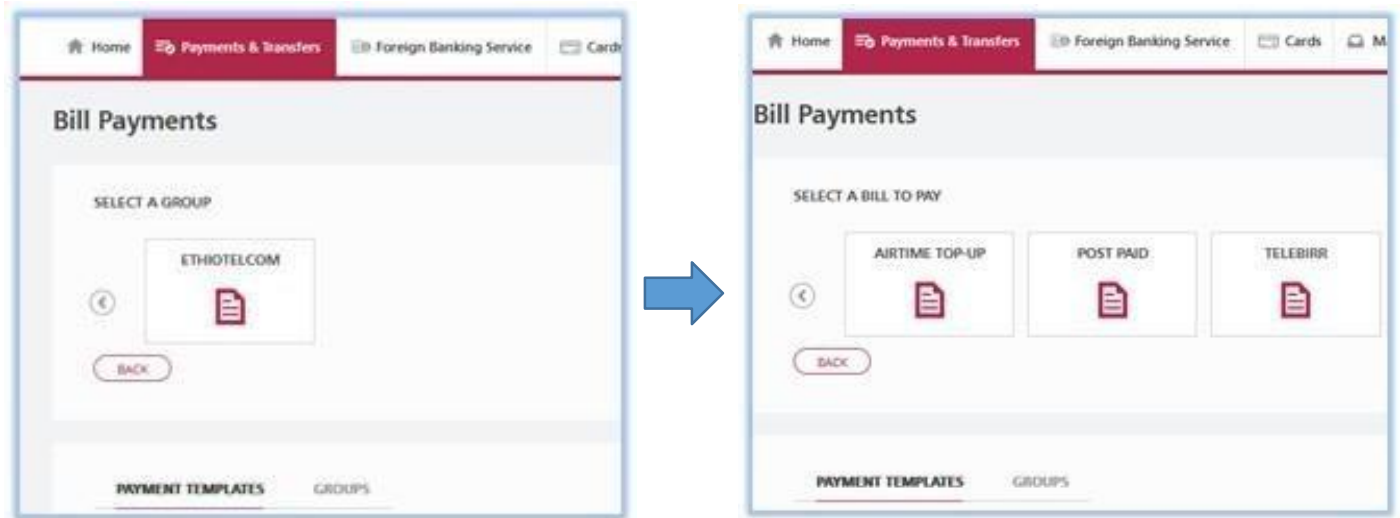 Home Payments & Transfers Foreign Banking Service Cards
Bill Payments
SELECT A GROUP
ETHIOTELCOM
BACK
PAYMENT TEMPLATES GROUPS
Home Payments & Transfers Foreign Banking Service Cards M
Bill Payments
SELECT A BILL TO PAY
AIRTIME TOP-UP POST PAID TELEBIRR
BACK
PAYMENT TEMPLATES GROUPS